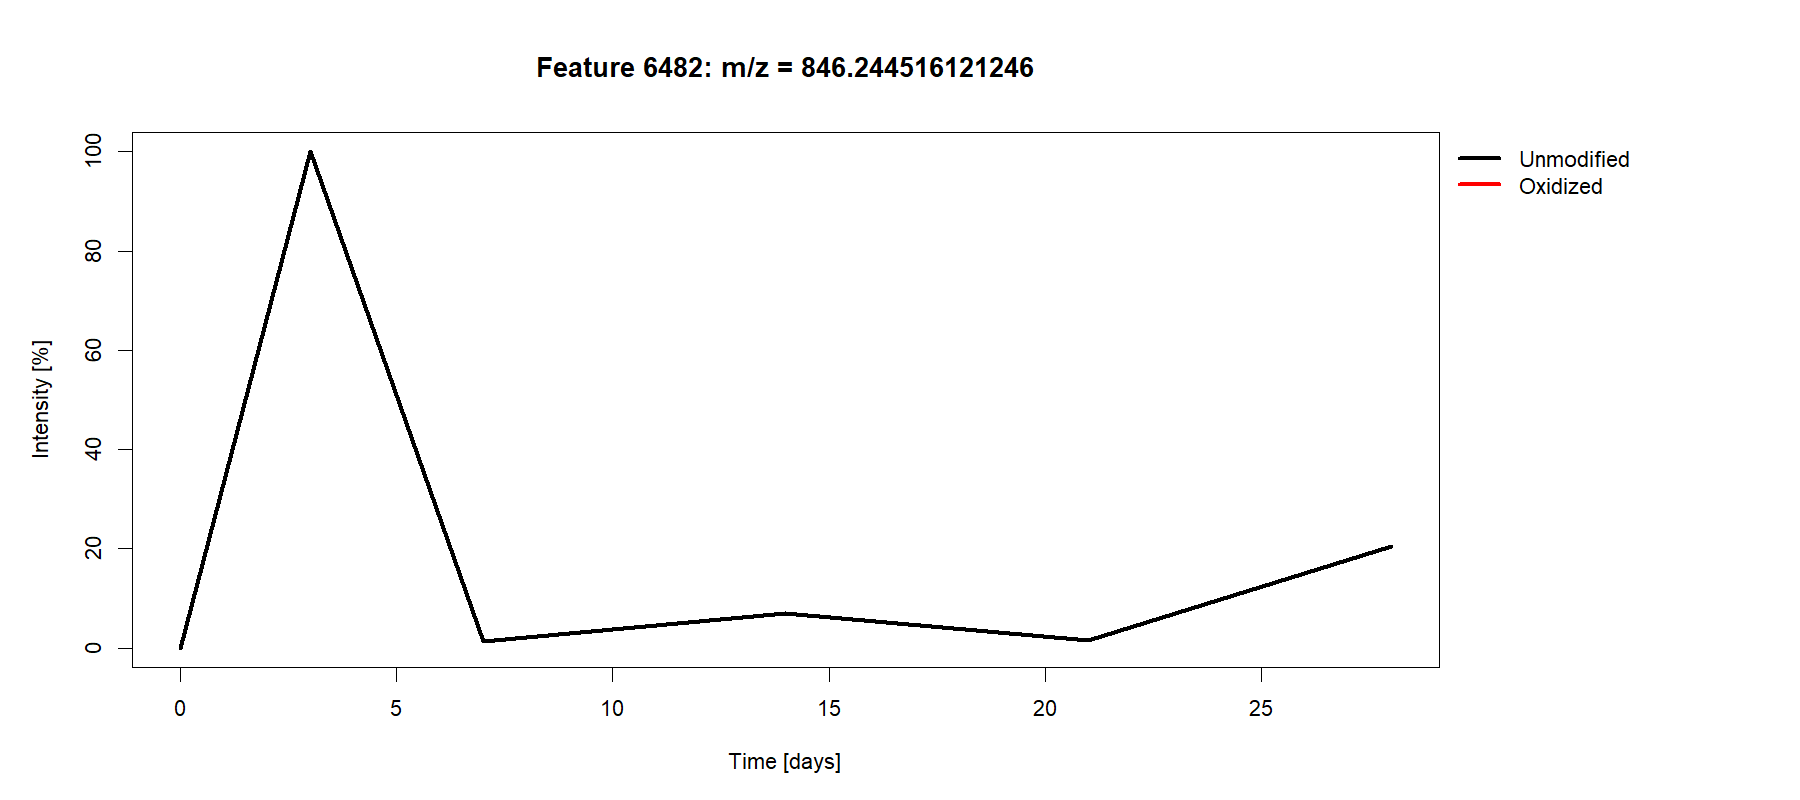 Feature 6482: m/z = 846.244516121246
Unmodified
Oxidized
Intensity [%]
100
80
60
40
20
0
0 5 10 15 20 25
Time [days]